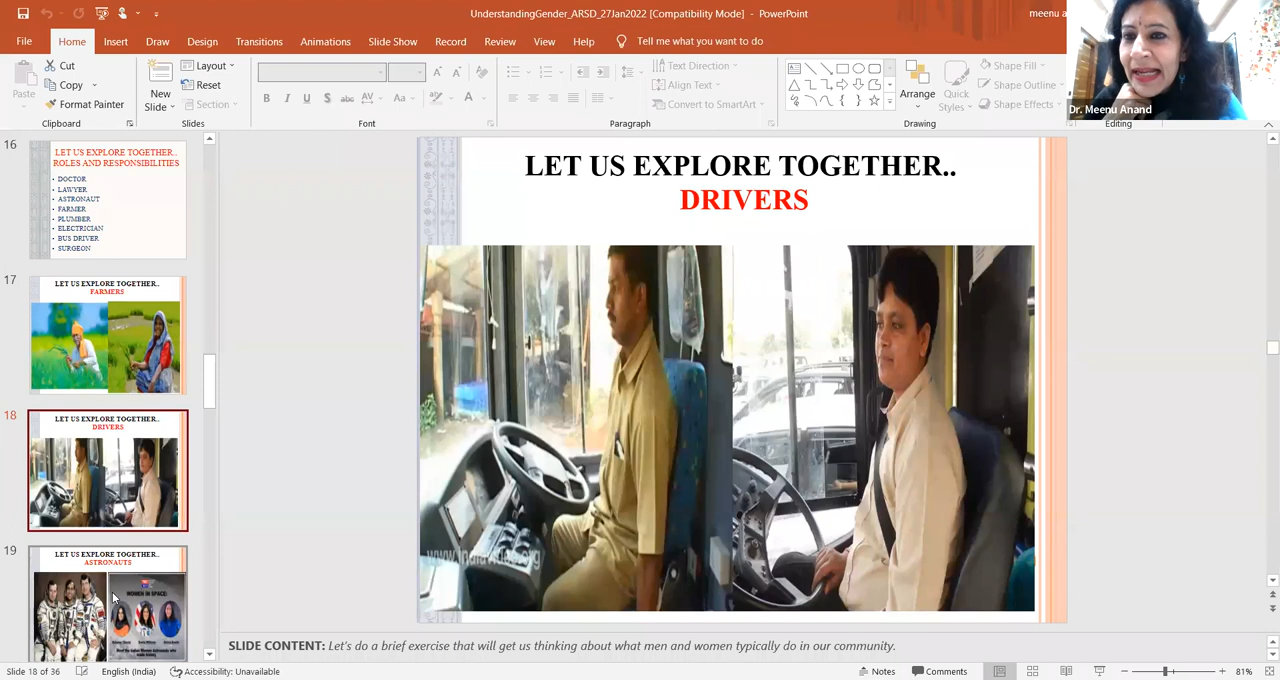 UnderstandingGender_ARSD_27Jan2022 [Compatibility Mode] - PowerPoint
meenu a
File
Home
Insert
Draw
Design
Transitions
Animations
Slide Show
Record
Review
View
Help
Tell me what you want to do
Paste
Cut
Copy
Format Painter
Clipboard
New
Slide
Layout
Reset
Section
Slides
B I U S abc AV Aa A
Font
Text Direction
Align Text
Convert to SmartArt
Paragraph
Arrange
Quick
Styles
Shape Fill
Shape Outline
Shape Effects
Drawing
Editing
Dr. Meenu Anand
16
LET US EXPLORE TOGETHER..
ROLES AND RESPONSIBILITIES
• DOCTOR
• LAWYER
• ASTRONAUT
• FARMER
• PLUMBER
• ELECTRICIAN
• BUS DRIVER
• SURGEON
17
LET US EXPLORE TOGETHER..
FARMERS
18
LET US EXPLORE TOGETHER..
DRIVERS
19
LET US EXPLORE TOGETHER..
ASTRONAUTS
WOMEN IN SPACE:
LET US EXPLORE TOGETHER..
DRIVERS
www.indiavideo.org
SLIDE CONTENT: Let's do a brief exercise that will get us thinking about what men and women typically do in our community.
Slide 18 of 36
English (India)
Accessibility: Unavailable
Notes
Comments
81%